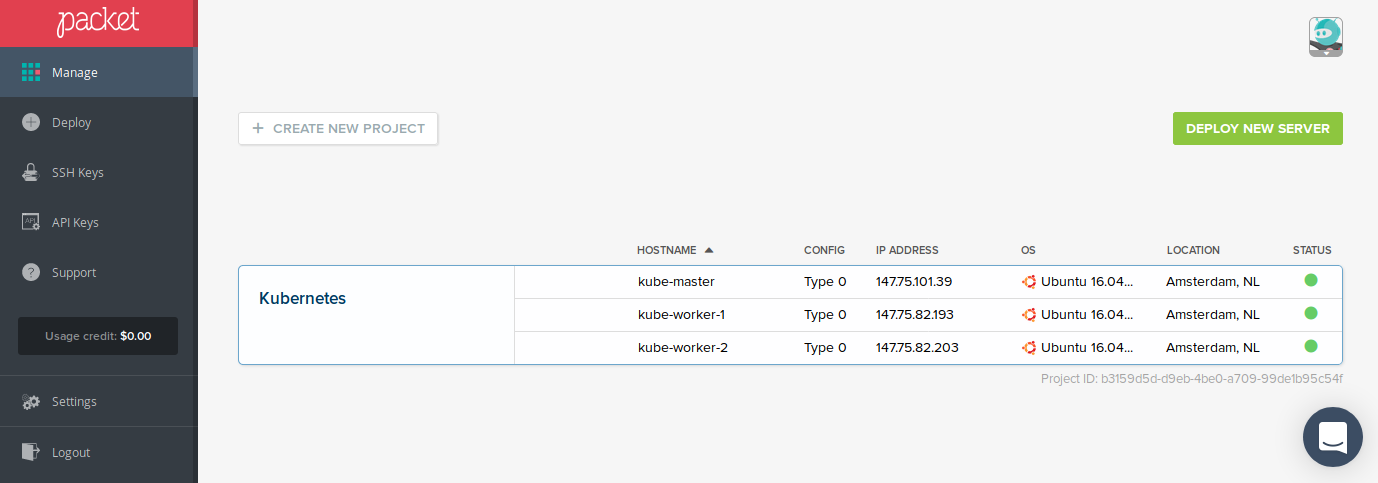 packet
Manage
Deploy
SSH Keys
API Keys
Support
Usage credit: $0.00
Settings
Logout
+ CREATE NEW PROJECT
DEPLOY NEW SERVER
HOSTNAME CONFIG IP ADDRESS OS LOCATION STATUS
Kubernetes
kube-master Type 0 147.75.101.39 Ubuntu 16.04... Amsterdam, NL
kube-worker-1 Type 0 147.75.82.193 Ubuntu 16.04... Amsterdam, NL
kube-worker-2 Type 0 147.75.82.203 Ubuntu 16.04... Amsterdam, NL
Project ID: b3159d5d-d9eb-4be0-a709-99de1b95c54f